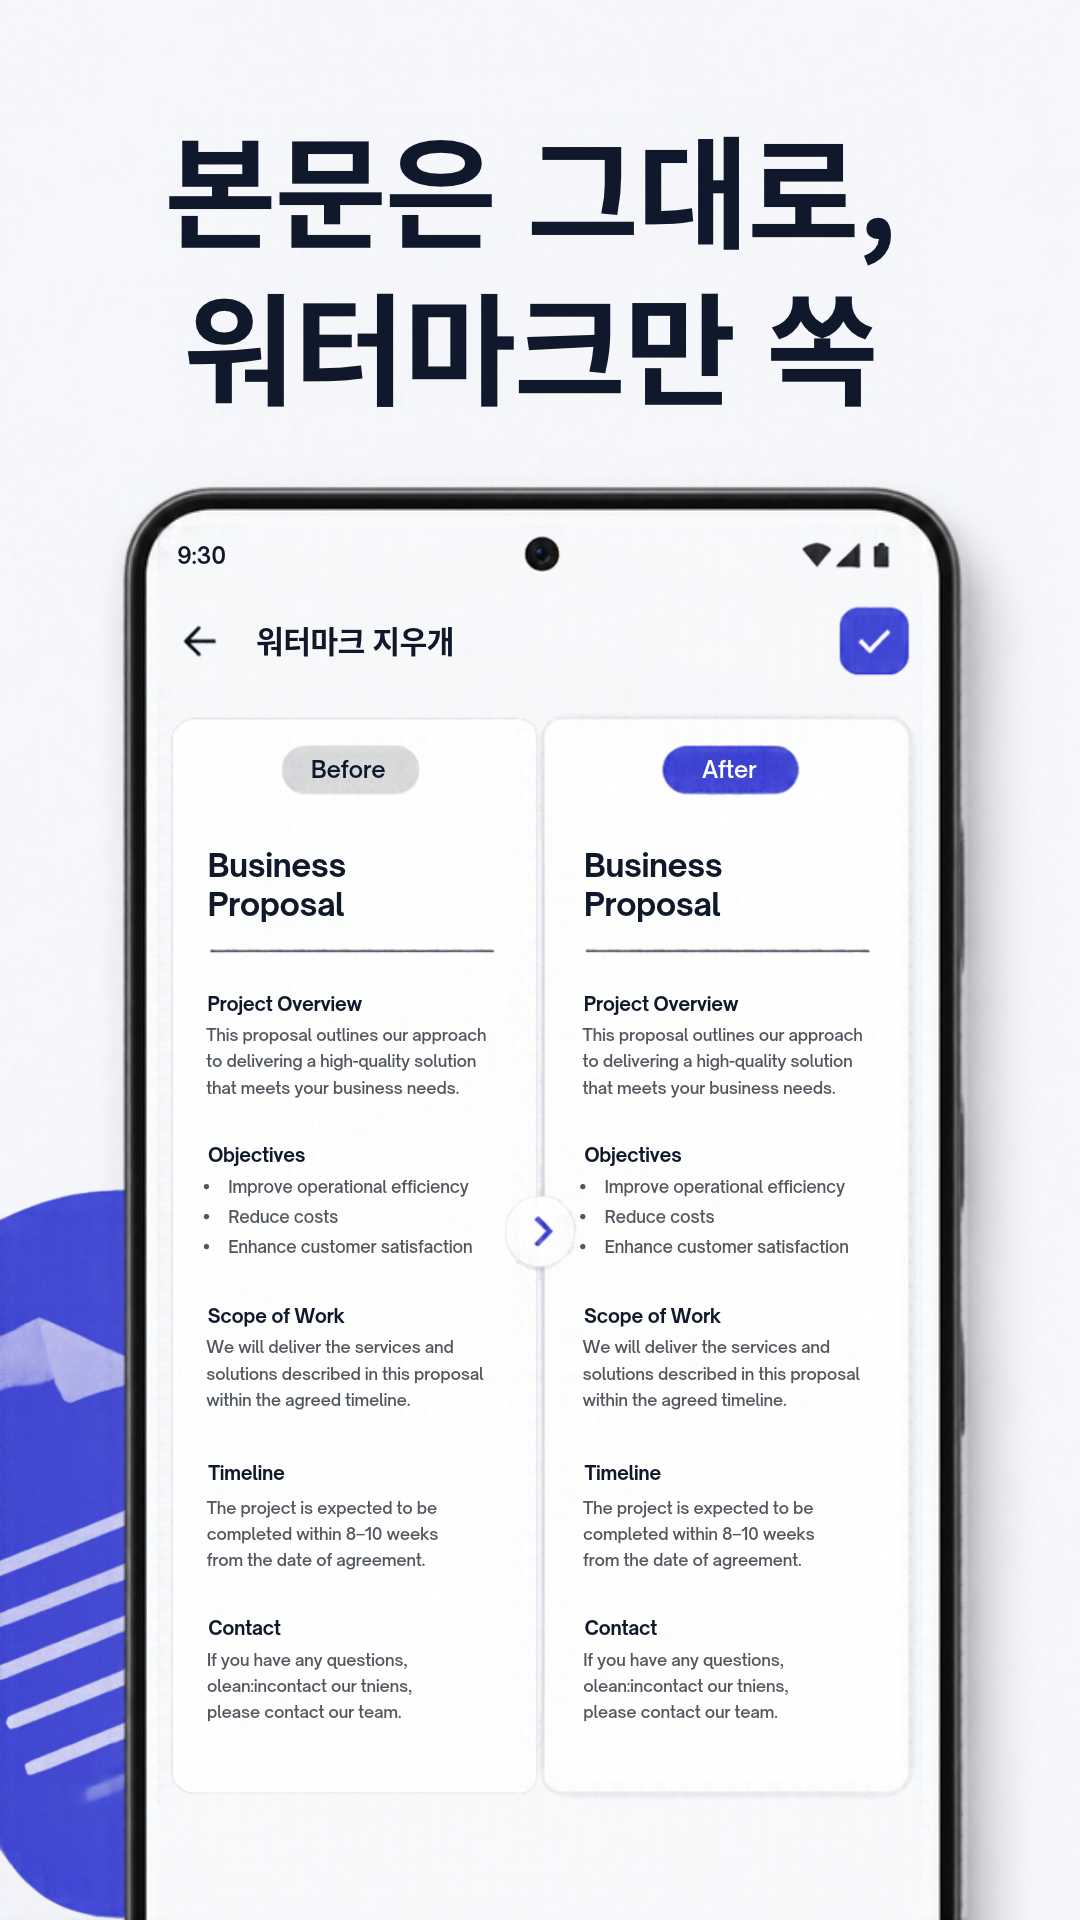 본문은 그대로,
워터마크만 쏙
9:30
워터마크 지우개
Before
Business
Proposal
Project Overview
This proposal outlines our approach
to delivering a high-quality solution
that meets your business needs.
Objectives
• Improve operational efficiency
• Reduce costs
• Enhance customer satisfaction
Scope of Work
We will deliver the services and
solutions described in this proposal
within the agreed timeline.
Timeline
The project is expected to be
completed within 8–10 weeks
from the date of agreement.
Contact
If you have any questions,
olean:incontact our tniens,
please contact our team.
After
Business
Proposal
Project Overview
This proposal outlines our approach
to delivering a high-quality solution
that meets your business needs.
Objectives
• Improve operational efficiency
• Reduce costs
• Enhance customer satisfaction
Scope of Work
We will deliver the services and
solutions described in this proposal
within the agreed timeline.
Timeline
The project is expected to be
completed within 8–10 weeks
from the date of agreement.
Contact
If you have any questions,
olean:incontact our tniens,
please contact our team.